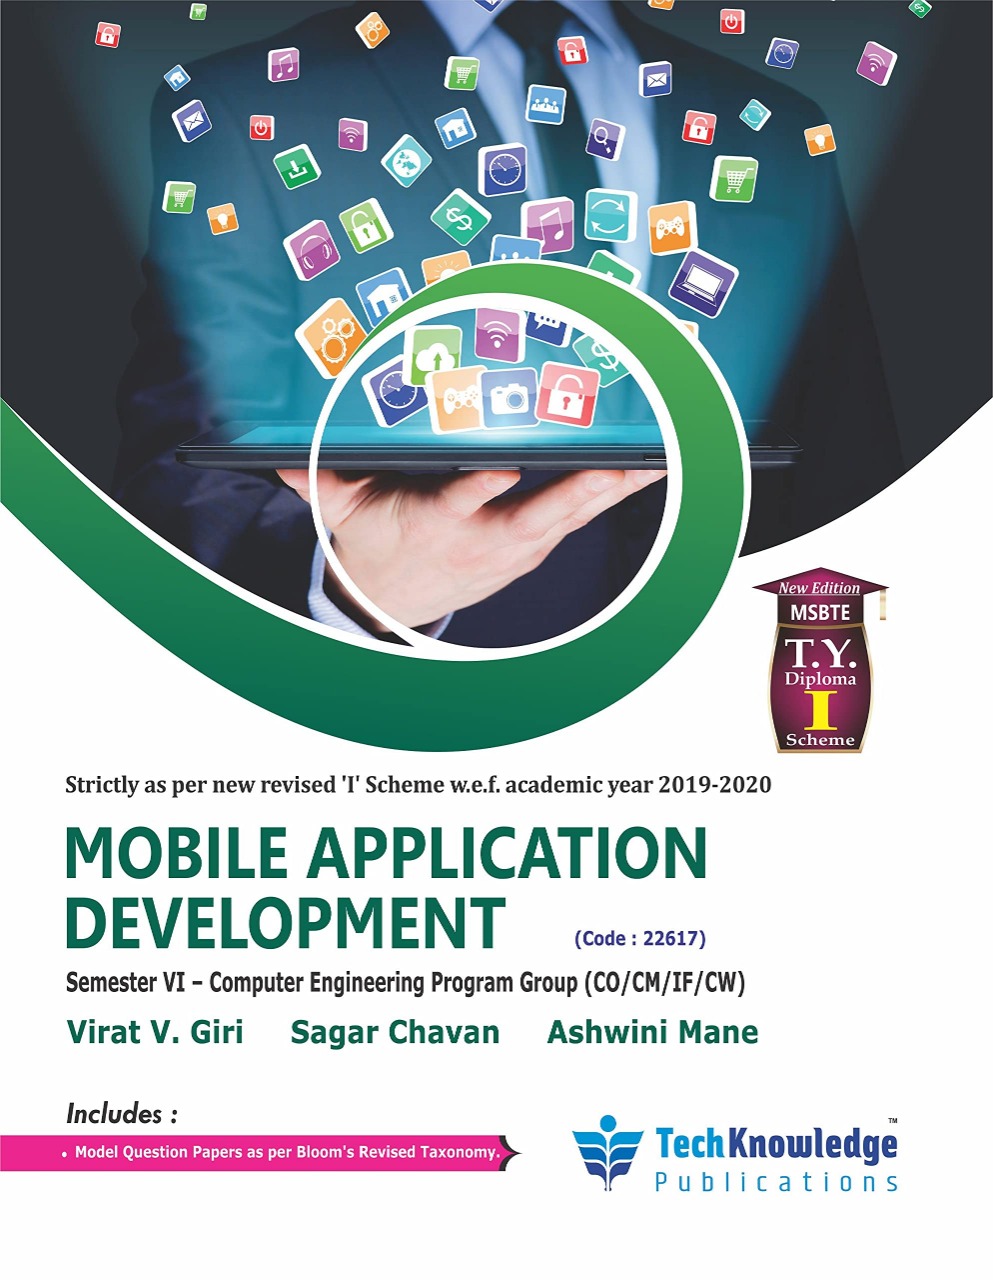 New Edition
MSBTE
T.Y.
Diploma
I
Scheme
Strictly as per new revised 'I' Scheme w.e.f. academic year 2019-2020
MOBILE APPLICATION
DEVELOPMENT
(Code : 22617)
Semester VI – Computer Engineering Program Group (CO/CM/IF/CW)
Virat V. Giri Sagar Chavan Ashwini Mane
Includes :
• Model Question Papers as per Bloom's Revised Taxonomy.
TechKnowledge™
Publications